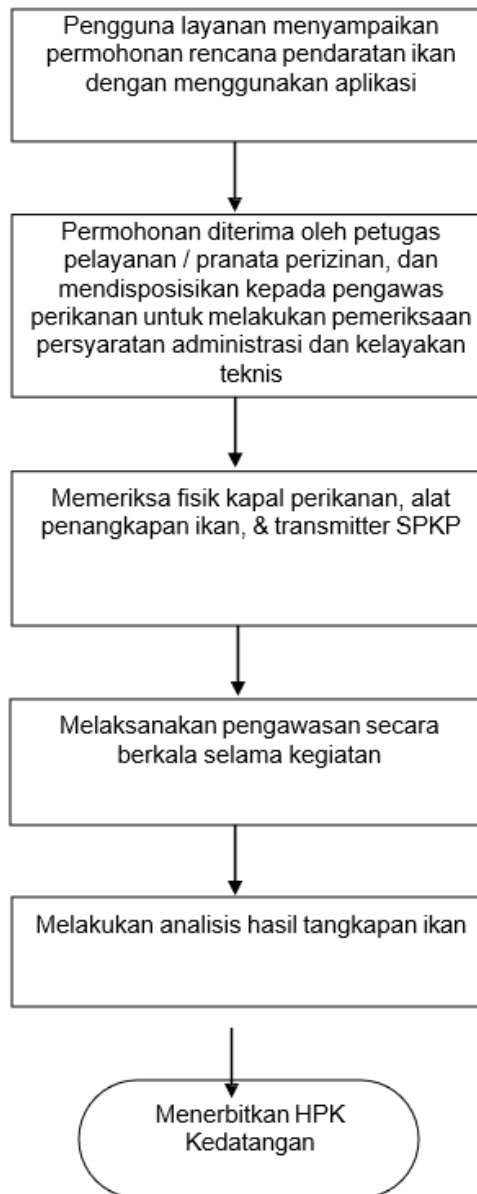 Pengguna layanan menyampaikan
permohonan rencana pendaratan ikan
dengan menggunakan aplikasi
Permohonan diterima oleh petugas
pelayanan / pranata perizinan, dan
mendisposisikan kepada pengawas
perikanan untuk melakukan pemeriksaan
persyaratan administrasi dan kelayakan
teknis
Memeriksa fisik kapal perikanan, alat
penangkapan ikan, & transmitter SPKP
Melaksanakan pengawasan secara
berkala selama kegiatan
Melakukan analisis hasil tangkapan ikan
Menerbitkan HPK
Kedatangan